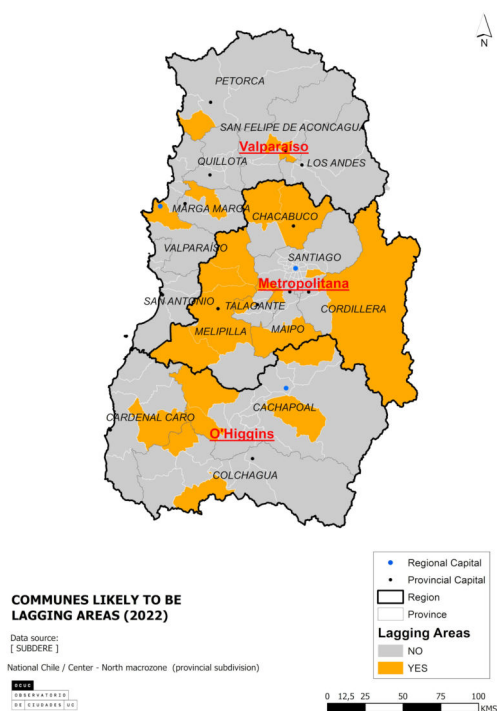 N
PETORCA
SAN FELIPE DE ACONCAGUA
Valparaíso
QUILLOTA
LOS ANDES
MARGA MARGA
CHACABUCO
VALPARAÍSO
SANTIAGO
Metropolitana
SAN ANTONIO
TALAGANTE
CORDILLERA
MELIPILLA
MAIPO
CARDENAL CARO
CACHAPOAL
O'Higgins
COLCHAGUA
COMMUNES LIKELY TO BE
LAGGING AREAS (2022)
Data source:
[ SUBDERE ]
National Chile / Center - North macrozone (provincial subdivision)
OCUC
OBSERVATORIO
DE CIUDADES UC
Regional Capital
Provincial Capital
Region
Province
Lagging Areas
NO
YES
0 12,5 25 50 75 100
KMS